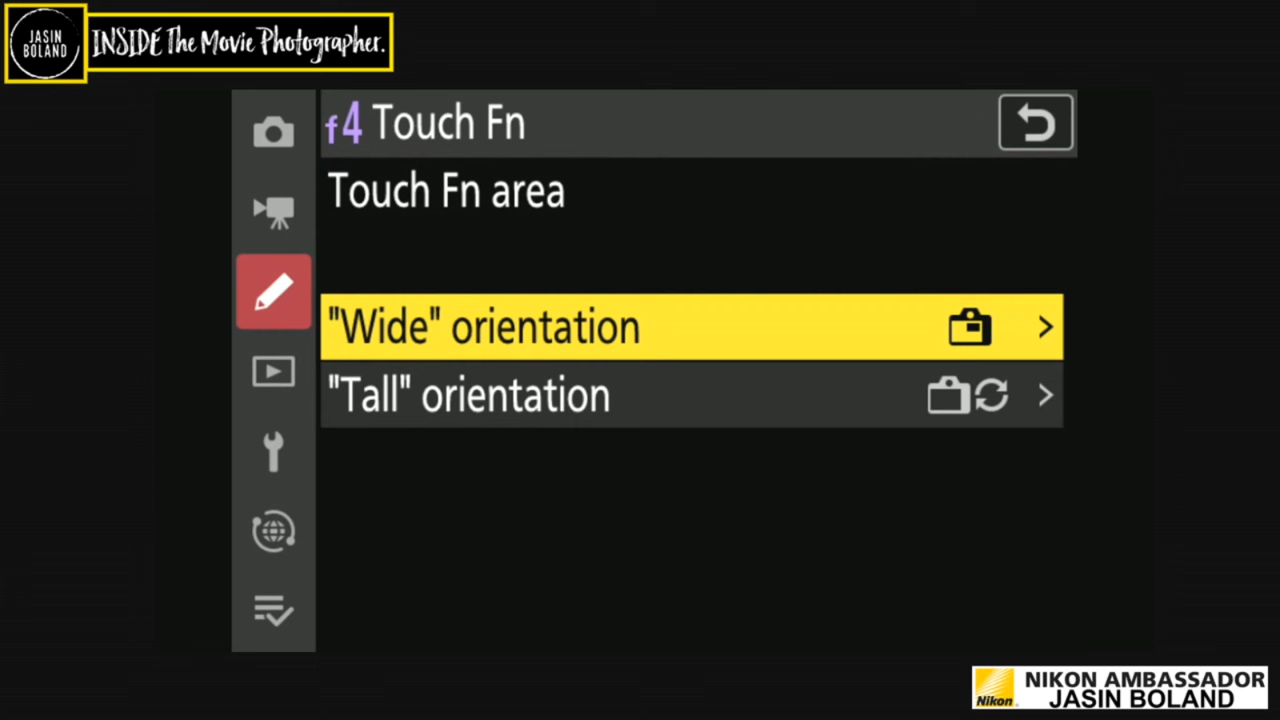 JASIN
BOLAND
INSIDE The Movie Photographer.
f4 Touch Fn
Touch Fn area
"Wide" orientation
"Tall" orientation
Nikon
NIKON AMBASSADOR
JASIN BOLAND